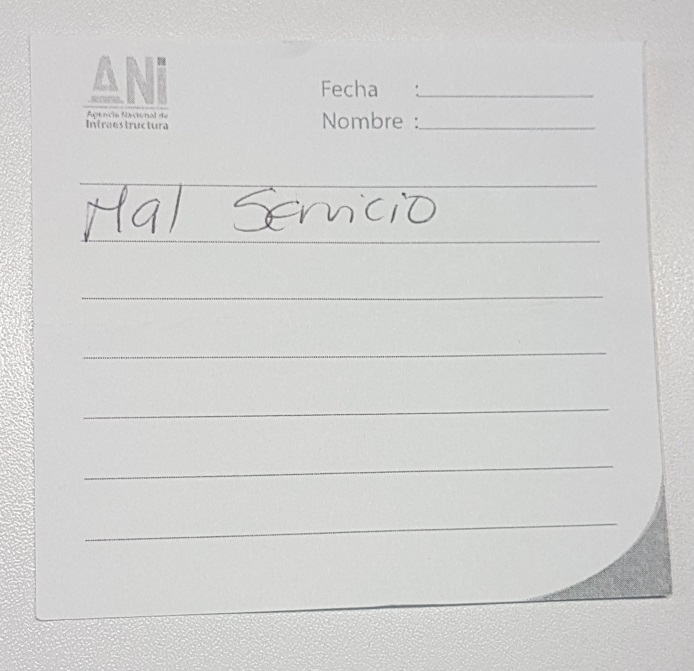 ANi
Agencia Nacional de
Infraestructura
Fecha :
Nombre :
Mal Servicio